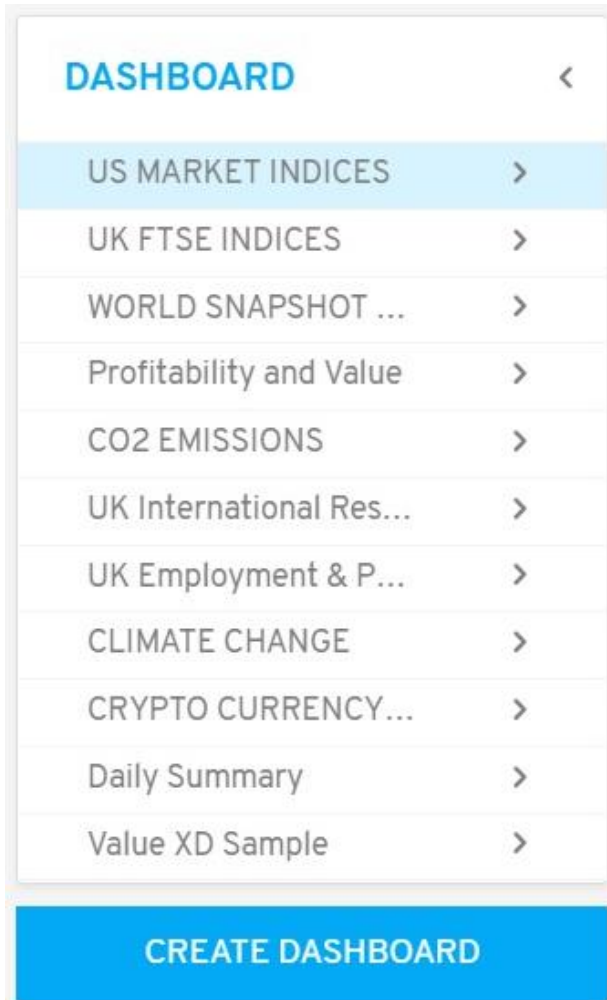 DASHBOARD
US MARKET INDICES
UK FTSE INDICES
WORLD SNAPSHOT ...
Profitability and Value
CO2 EMISSIONS
UK International Res...
UK Employment & P...
CLIMATE CHANGE
CRYPTO CURRENCY...
Daily Summary
Value XD Sample
CREATE DASHBOARD